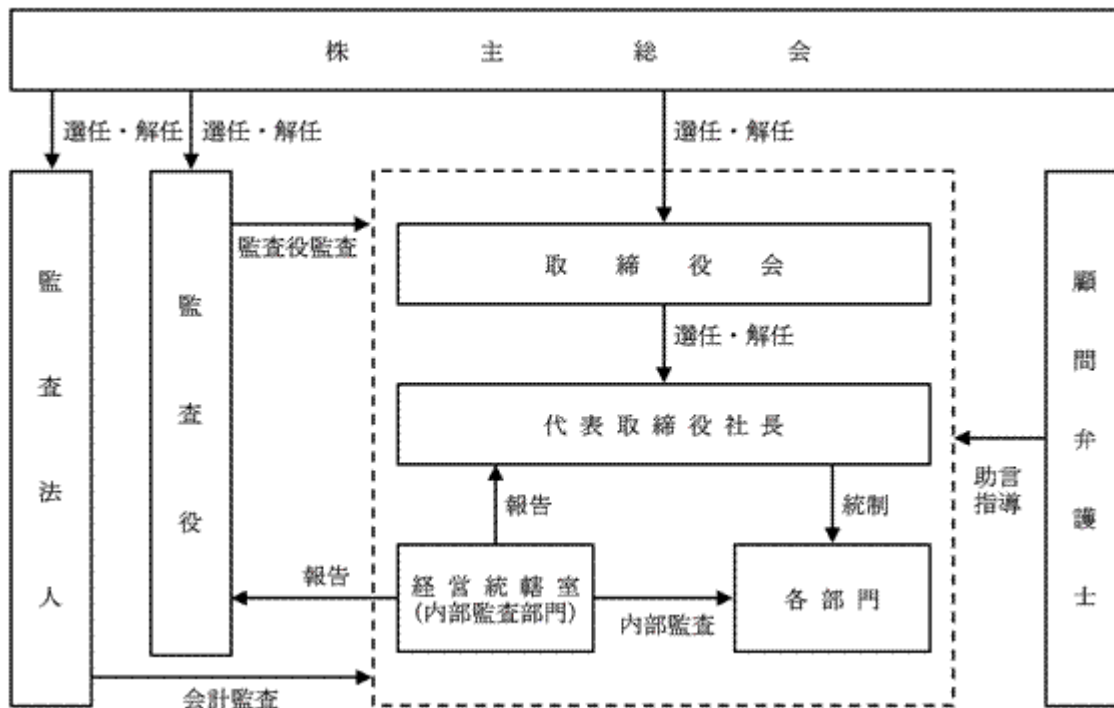 株主総会
選任・解任
選任・解任
選任・解任
監査法人
監査役
監査役監査
取締役会
選任・解任
代表取締役社長
顧問弁護士
助言
指導
報告
統制
報告
経営統轄室
(内部監査部門)
内部監査
各部門
会計監査